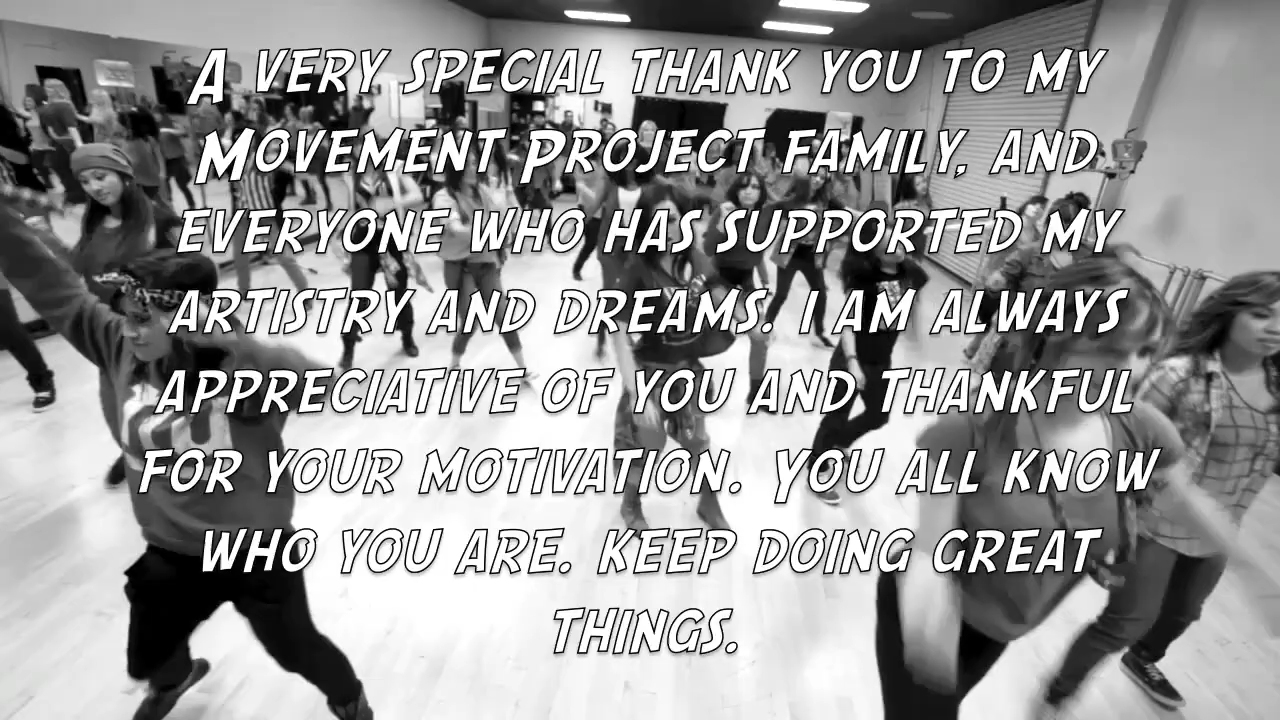 A very special thank you to my
Movement Project family, and
everyone who has supported my
artistry and dreams. I am always
appreciative of you and thankful
for your motivation. You all know
who you are. Keep doing great
things.